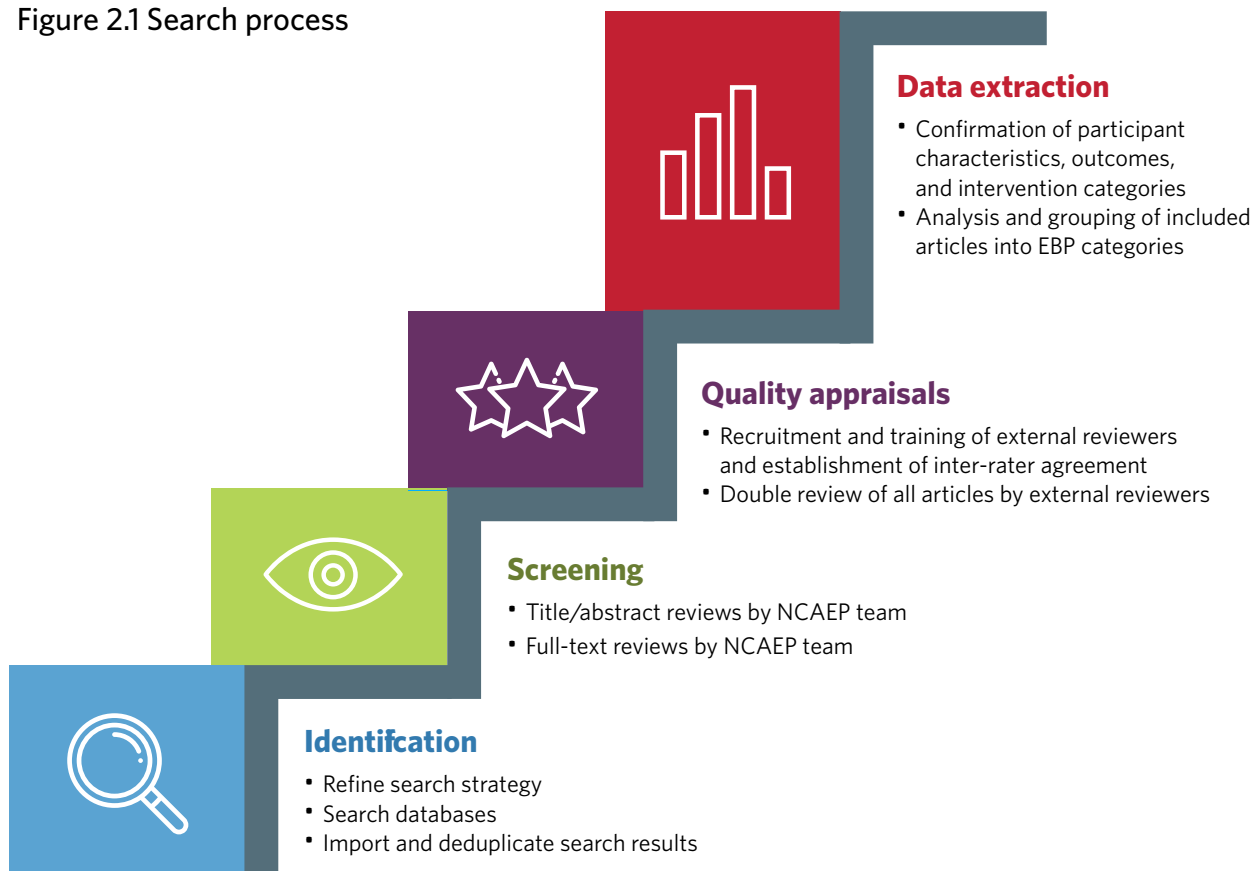 Figure 2.1 Search process
Data extraction
· Confirmation of participant
characteristics, outcomes,
and intervention categories
· Analysis and grouping of included
articles into EBP categories
Quality appraisals
· Recruitment and training of external reviewers
and establishment of inter-rater agreement
· Double review of all articles by external reviewers
Screening
· Title/abstract reviews by NCAEP team
· Full-text reviews by NCAEP team
Identifcation
· Refine search strategy
· Search databases
· Import and deduplicate search results